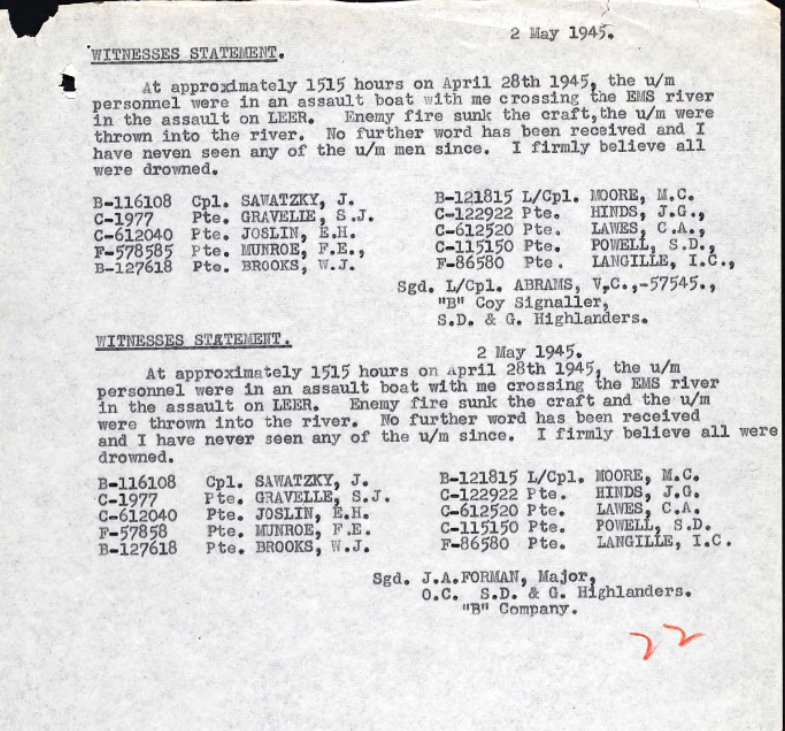 2 May 1945.
WITNESSES STATEMENT.
At approximately 1515 hours on April 28th 1945, the u/m
personnel were in an assault boat with me crossing the EMS river
in the assault on LEER. Enemy fire sunk the craft,the u/m were
thrown into the river. No further word has been received and I
have neven seen any of the u/m men since. I firmly believe all
were drowned.
B-116108 Cpl. SAWATZKY, J. B-121815 L/Cpl. MOORE, M.C.
C-1977 Pte. GRAVELLE, S.J. C-122922 Pte. HINDS, J.G.,
C-612040 Pte. JOSLIN, E.H. C-612520 Pte. LAWES, C.A.,
F-578585 Pte. MUNROE, F.E., C-115150 Pte. POWELL, S.D.,
B-127618 Pte. BROOKS, W.J. F-86580 Pte. LANGILLE, I.C.,
Sgd. L/Cpl. ABRAMS, V,C.,-57545.,
"B" Coy Signaller,
S.D. & G. Highlanders.
WITNESSES STATEMENT.
2 May 1945.
At approximately 1515 hours on April 28th 1945, the u/m
personnel were in an assault boat with me crossing the EMS river
in the assault on LEER. Enemy fire sunk the craft and the u/m
were thrown into the river. No further word has been received
and I have never seen any of the u/m since. I firmly believe all were
drowned.
B-116108 Cpl. SAWATZKY, J. B-121815 L/Cpl. MOORE, M.C.
C-1977 Pte. GRAVELLE, S.J. C-122922 Pte. HINDS, J.G.
C-612040 Pte. JOSLIN, E.H. C-612520 Pte. LAWES, C.A.
F-57858 Pte. MUNROE, F.E. C-115150 Pte. POWELL, S.D.
B-127618 Pte. BROOKS, W.J. F-86580 Pte. LANGILLE, I.C.
Sgd. J.A.FORMAN, Major,
O.C. S.D. & G. Highlanders.
"B" Company.
22